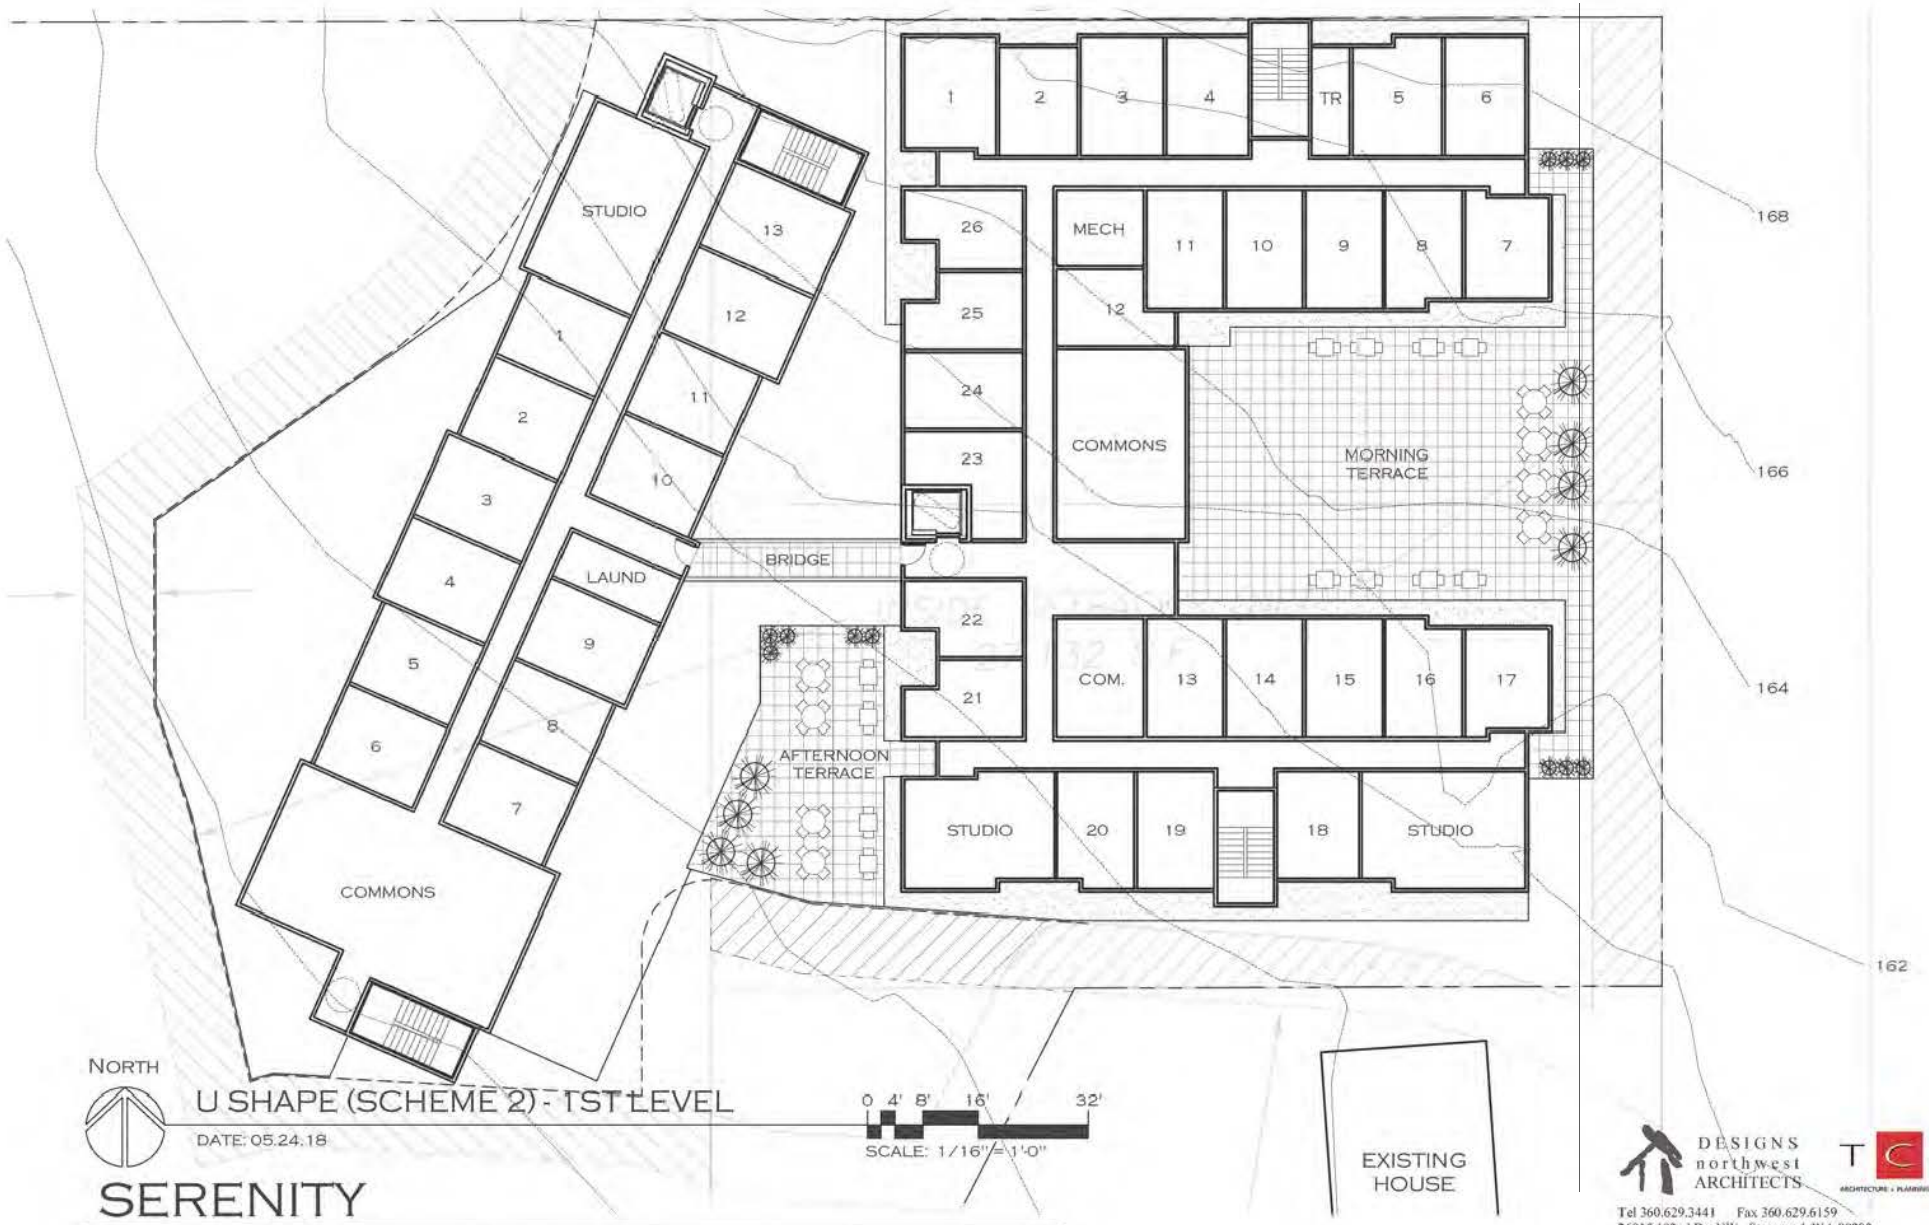 1
2
3
4
TR
5
6
STUDIO
13
26
MECH
11
10
9
8
7
168
12
25
12
1
24
11
2
23
COMMONS
MORNING
TERRACE
166
10
3
BRIDGE
LAUND
4
22
9
5
21
COM.
13
14
15
16
17
164
8
6
AFTERNOON
TERRACE
7
STUDIO
20
19
18
STUDIO
COMMONS
162
NORTH
U SHAPE (SCHEME 2) - 1ST LEVEL
DATE: 05.24.18
SERENITY
0 4' 8' 16' 32'
SCALE: 1/16" = 1'-0"
EXISTING
HOUSE
DESIGNS
northwest
ARCHITECTS
T C
ARCHITECTURE + PLANNING
Tel 360.629.3441 Fax 360.629.6159